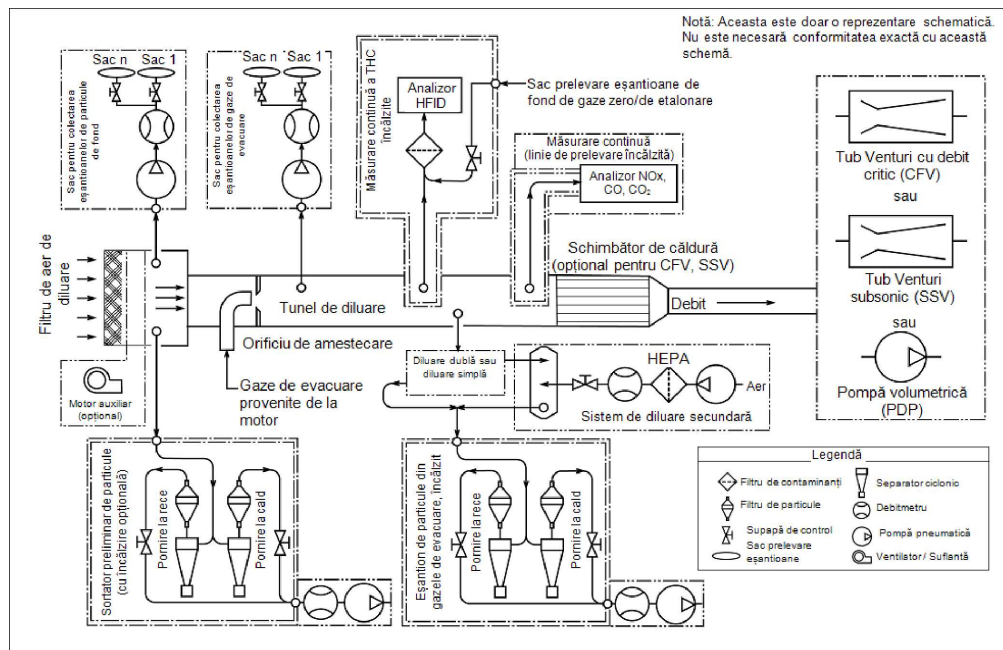 Notă: Aceasta este doar o reprezentare schematică.
Nu este necesară conformitatea exactă cu această
schemă.
Sac n
Sac 1
Sac pentru colectarea
eșantioanelor de particule
de fond
Sac n
Sac 1
Sac pentru colectarea
eșantioanelor de gaze de
evacuare
Măsurare continuă a THC
încălzite
Analizor
HFID
Sac prelevare eșantioane de
fond de gaze zero/de etalonare
Măsurare continuă
(linie de prelevare încălzită)
Analizor NOx,
CO, CO₂
Tub Venturi cu debit
critic (CFV)
sau
Tub Venturi
subsonic (SSV)
sau
Pompă volumetrică
(PDP)
Filtru de aer de
diluare
Schimbător de căldură
(opțional pentru CFV, SSV)
Tunel de diluare
Debit
Orificiu de amestecare
Motor auxiliar
(opțional)
Gaze de evacuare
provenite de la
motor
Diluare dublă sau
diluare simplă
HEPA
Aer
Sistem de diluare secundară
Sortator preliminar de particule
(cu încălzire opțională)
Pornire la rece
Pornire la cald
Eșantion de particule din
gazele de evacuare, încălzit
Pornire la rece
Pornire la cald
Legendă
Filtru de contaminanți
Separator ciclonic
Filtru de particule
Debitmetru
Supapă de control
Pompă pneumatică
Sac prelevare
eșantioane
Ventilator / Suflantă